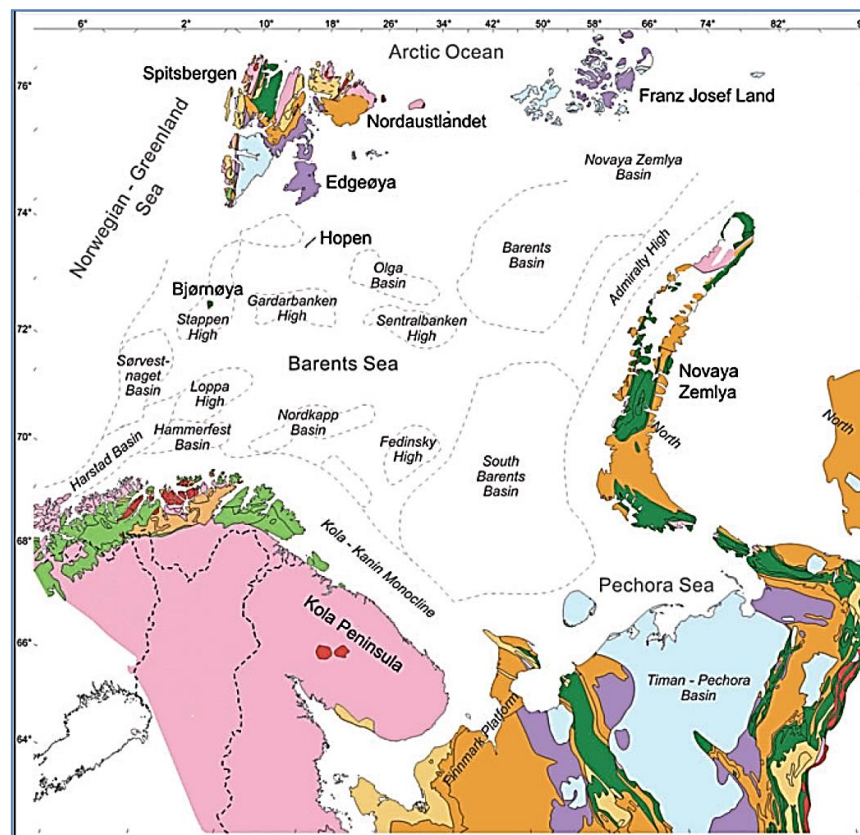 6° 2° 10° 18° 26° 34° 42° 50° 58° 66° 74° 82°
Arctic Ocean
76°
Spitsbergen
Franz Josef Land
Nordaustlandet
Novaya Zemlya
Basin
Edgeøya
Norwegian - Greenland
Sea
74°
Hopen
Barents
Basin
Admiralty High
Olga
Basin
Bjørnøya
Gardarbanken
High
Stappen
High
Sentralbanken
High
72°
Barents Sea
Sørvest-
naget
Basin
Loppa
High
Novaya
Zemlya
North
North
Nordkapp
Basin
Hammerfest
Basin
Fedinsky
High
70°
Harstad Basin
South
Barents
Basin
68°
Kola - Kanin Monocline
Pechora Sea
66°
Kola Peninsula
Timan - Pechora
Basin
Finnmark Platform
64°